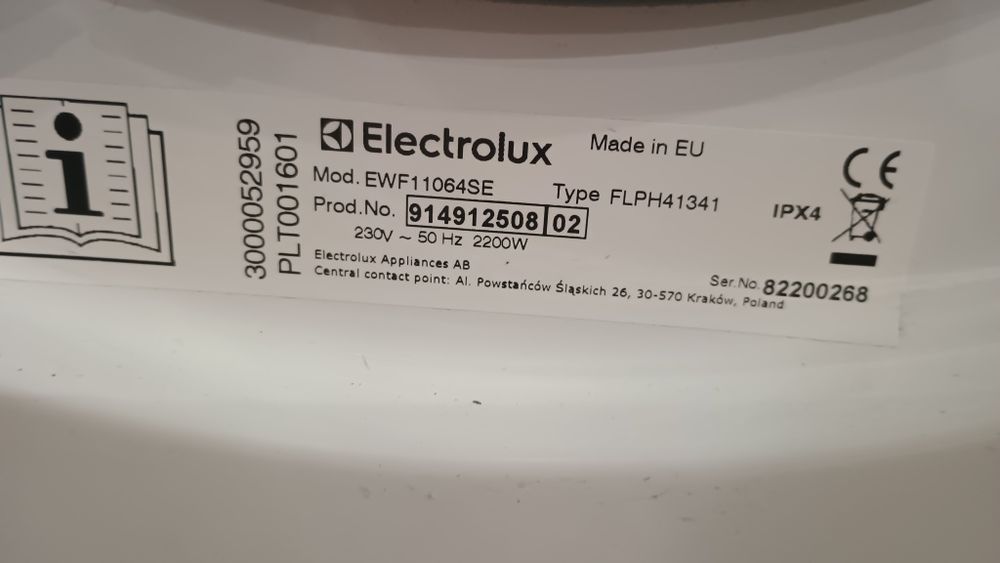 3000052959
PLT001601
Electrolux
Made in EU
Mod. EWF11064SE
Type FLPH41341
Prod.No. 914912508 02
230V ~ 50 Hz 2200W
IPX4
CE
Electrolux Appliances AB
Central contact point: Al. Powstańców Śląskich 26, 30-570 Kraków, Poland
Ser.No. 82200268